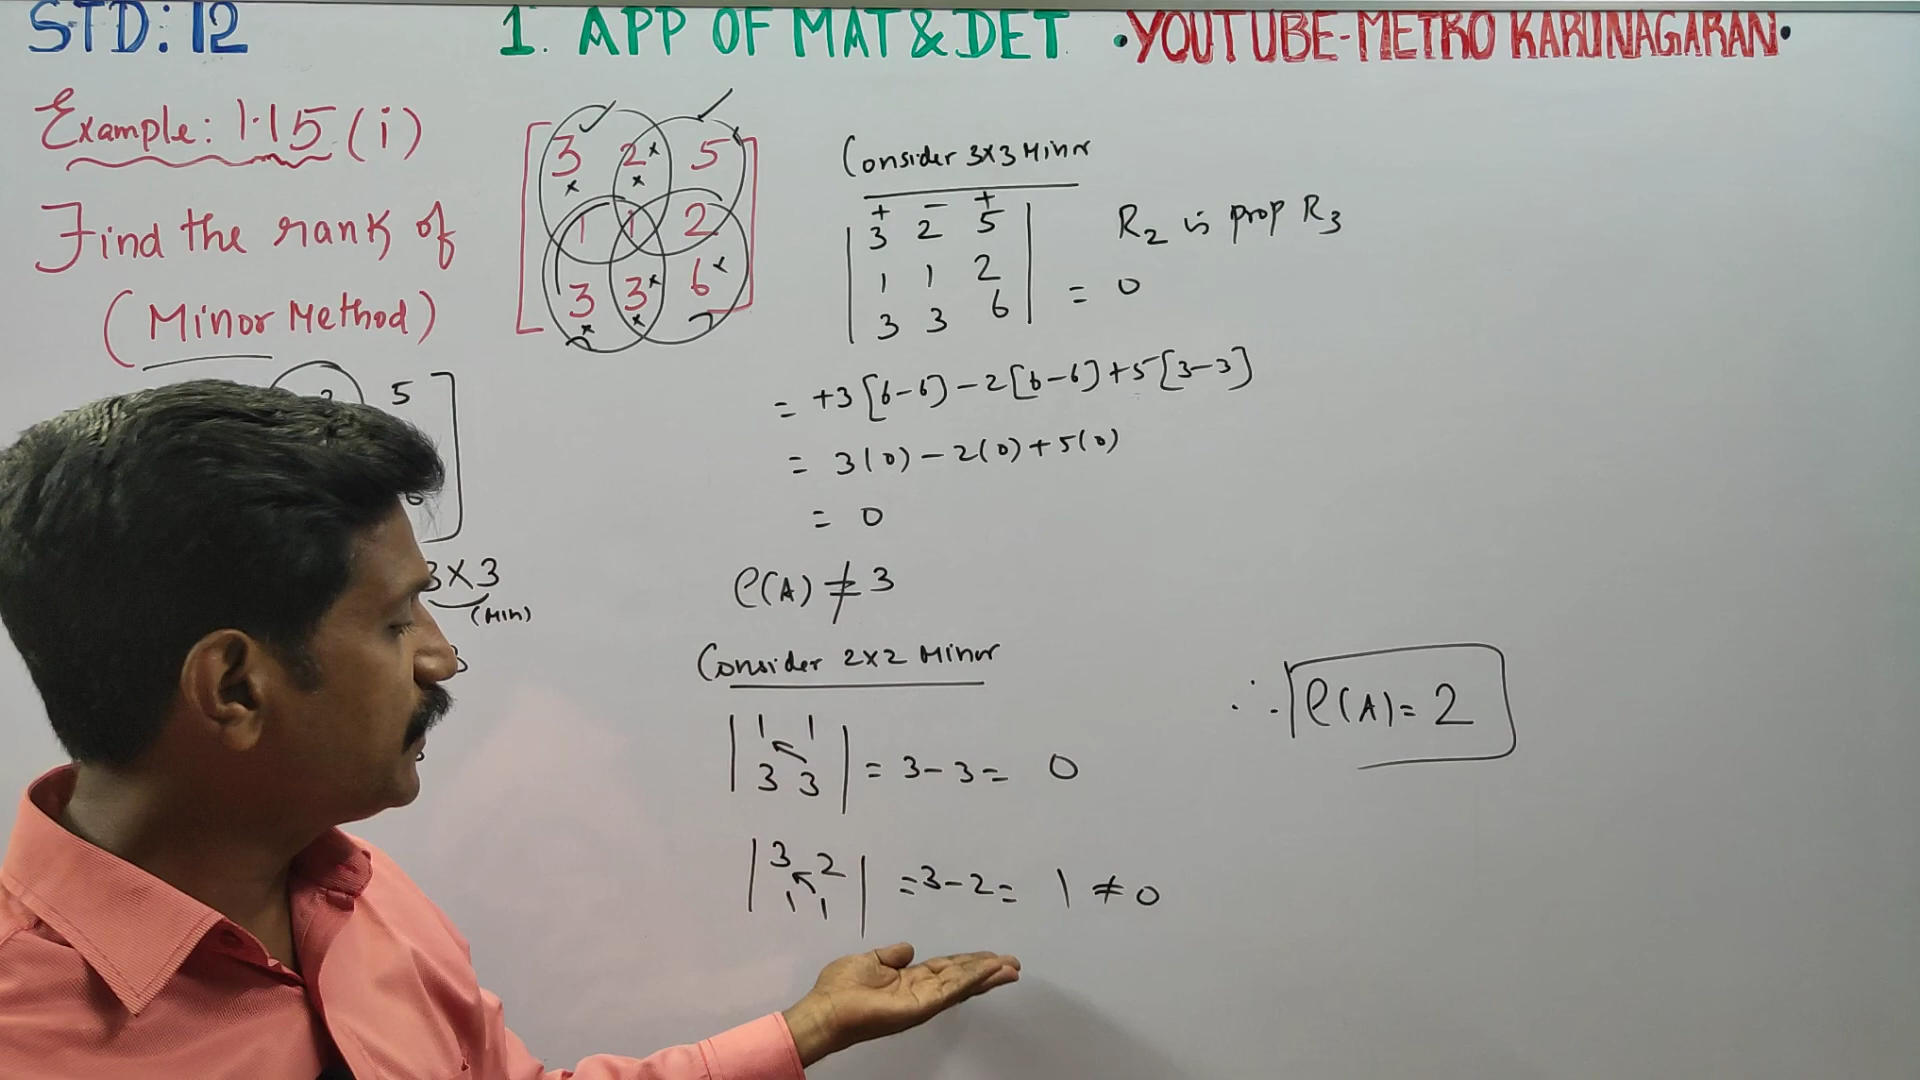 STD: 12
1. APP OF MAT & DET
•YOUTUBE-METRO KARUNAGARAN•
Example: 1.15 (i)
Find the rank of
(Minor Method)
3 2 5
1 1 2
3 3 6
5
6
3×3
(Min)
Consider 3×3 Minor
+ − +
3 2 5
1 1 2
3 3 6
= 0
R2 is prop R3
= +3[6-6) - 2[6-6) + 5[3-3]
= 3(0) - 2(0) + 5(0)
= 0
ρ(A) ≠ 3
Consider 2×2 Minor
| 1 1 |
| 3 3 | = 3-3 = 0
| 3 2 |
| 1 1 | = 3-2 = 1 ≠ 0
∴ ρ(A) = 2